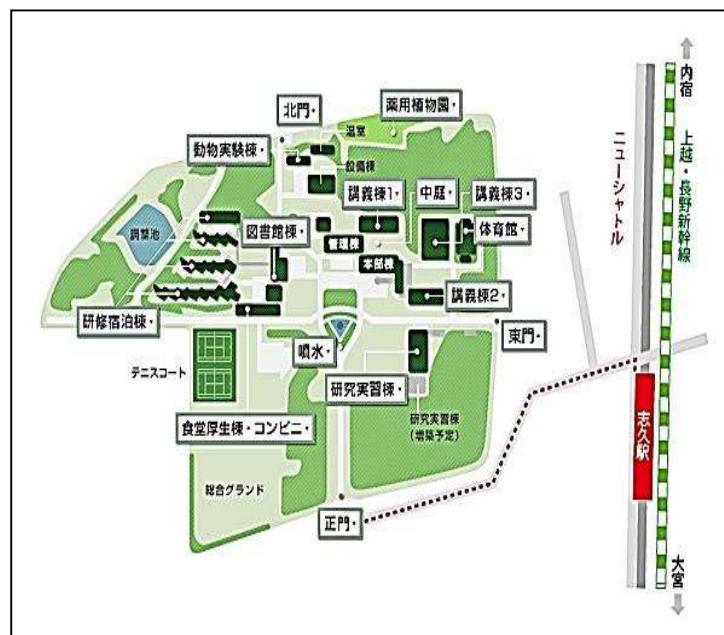 内宿
上越・長野新幹線
ニューシャトル
北門
薬用植物園
温室
動物実験棟
設備棟
講義棟1
中庭
講義棟3
体育館
調整池
図書館棟
管理棟
本部棟
講義棟2
研修宿泊棟
東門
噴水
テニスコート
研究実習棟
研究実習棟
(増築予定)
食堂厚生棟・コンビニ
志久駅
総合グランド
正門
大宮